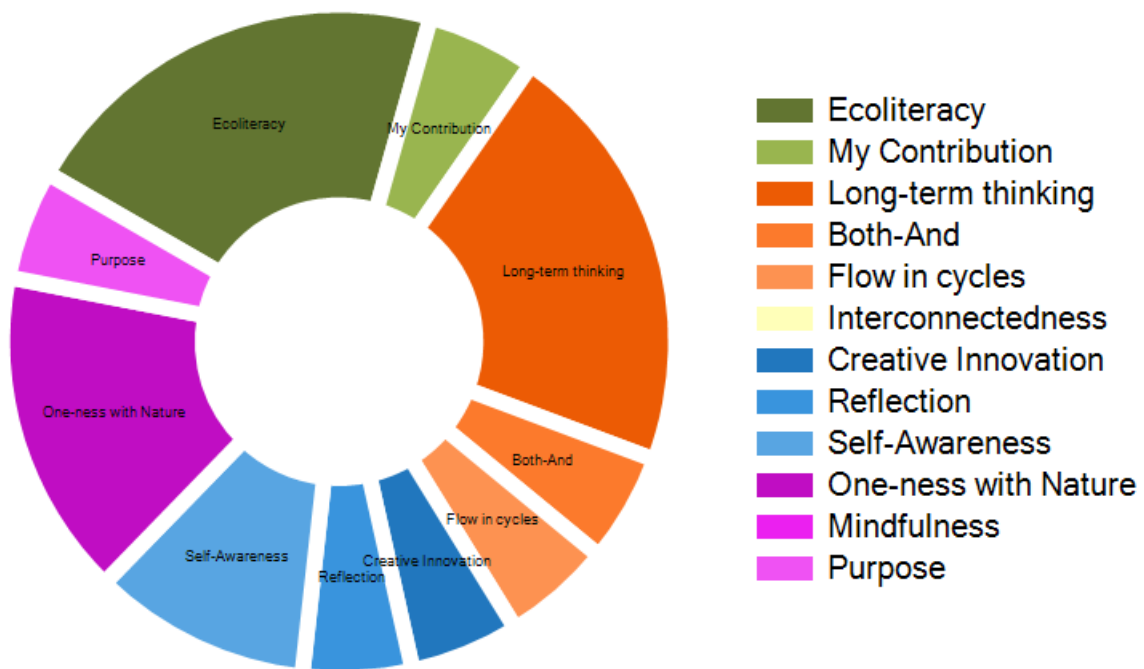 Ecoliteracy
My Contribution
Long-term thinking
Both-And
Flow in cycles
Creative Innovation
Reflection
Self-Awareness
One-ness with Nature
Purpose
Ecoliteracy
My Contribution
Long-term thinking
Both-And
Flow in cycles
Interconnectedness
Creative Innovation
Reflection
Self-Awareness
One-ness with Nature
Mindfulness
Purpose